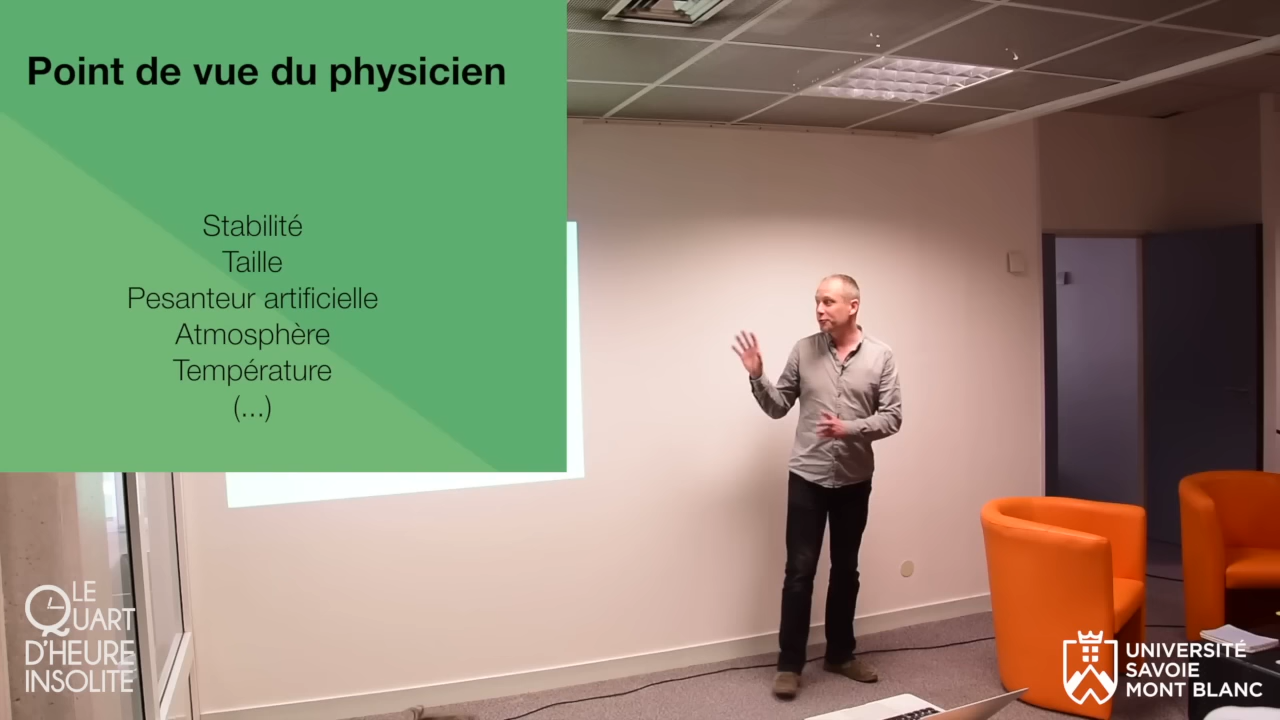 Point de vue du physicien
Stabilité
Taille
Pesanteur artificielle
Atmosphère
Température
(...)
LE
QUART
D'HEURE
INSOLITE
UNIVERSITÉ
SAVOIE
MONT BLANC